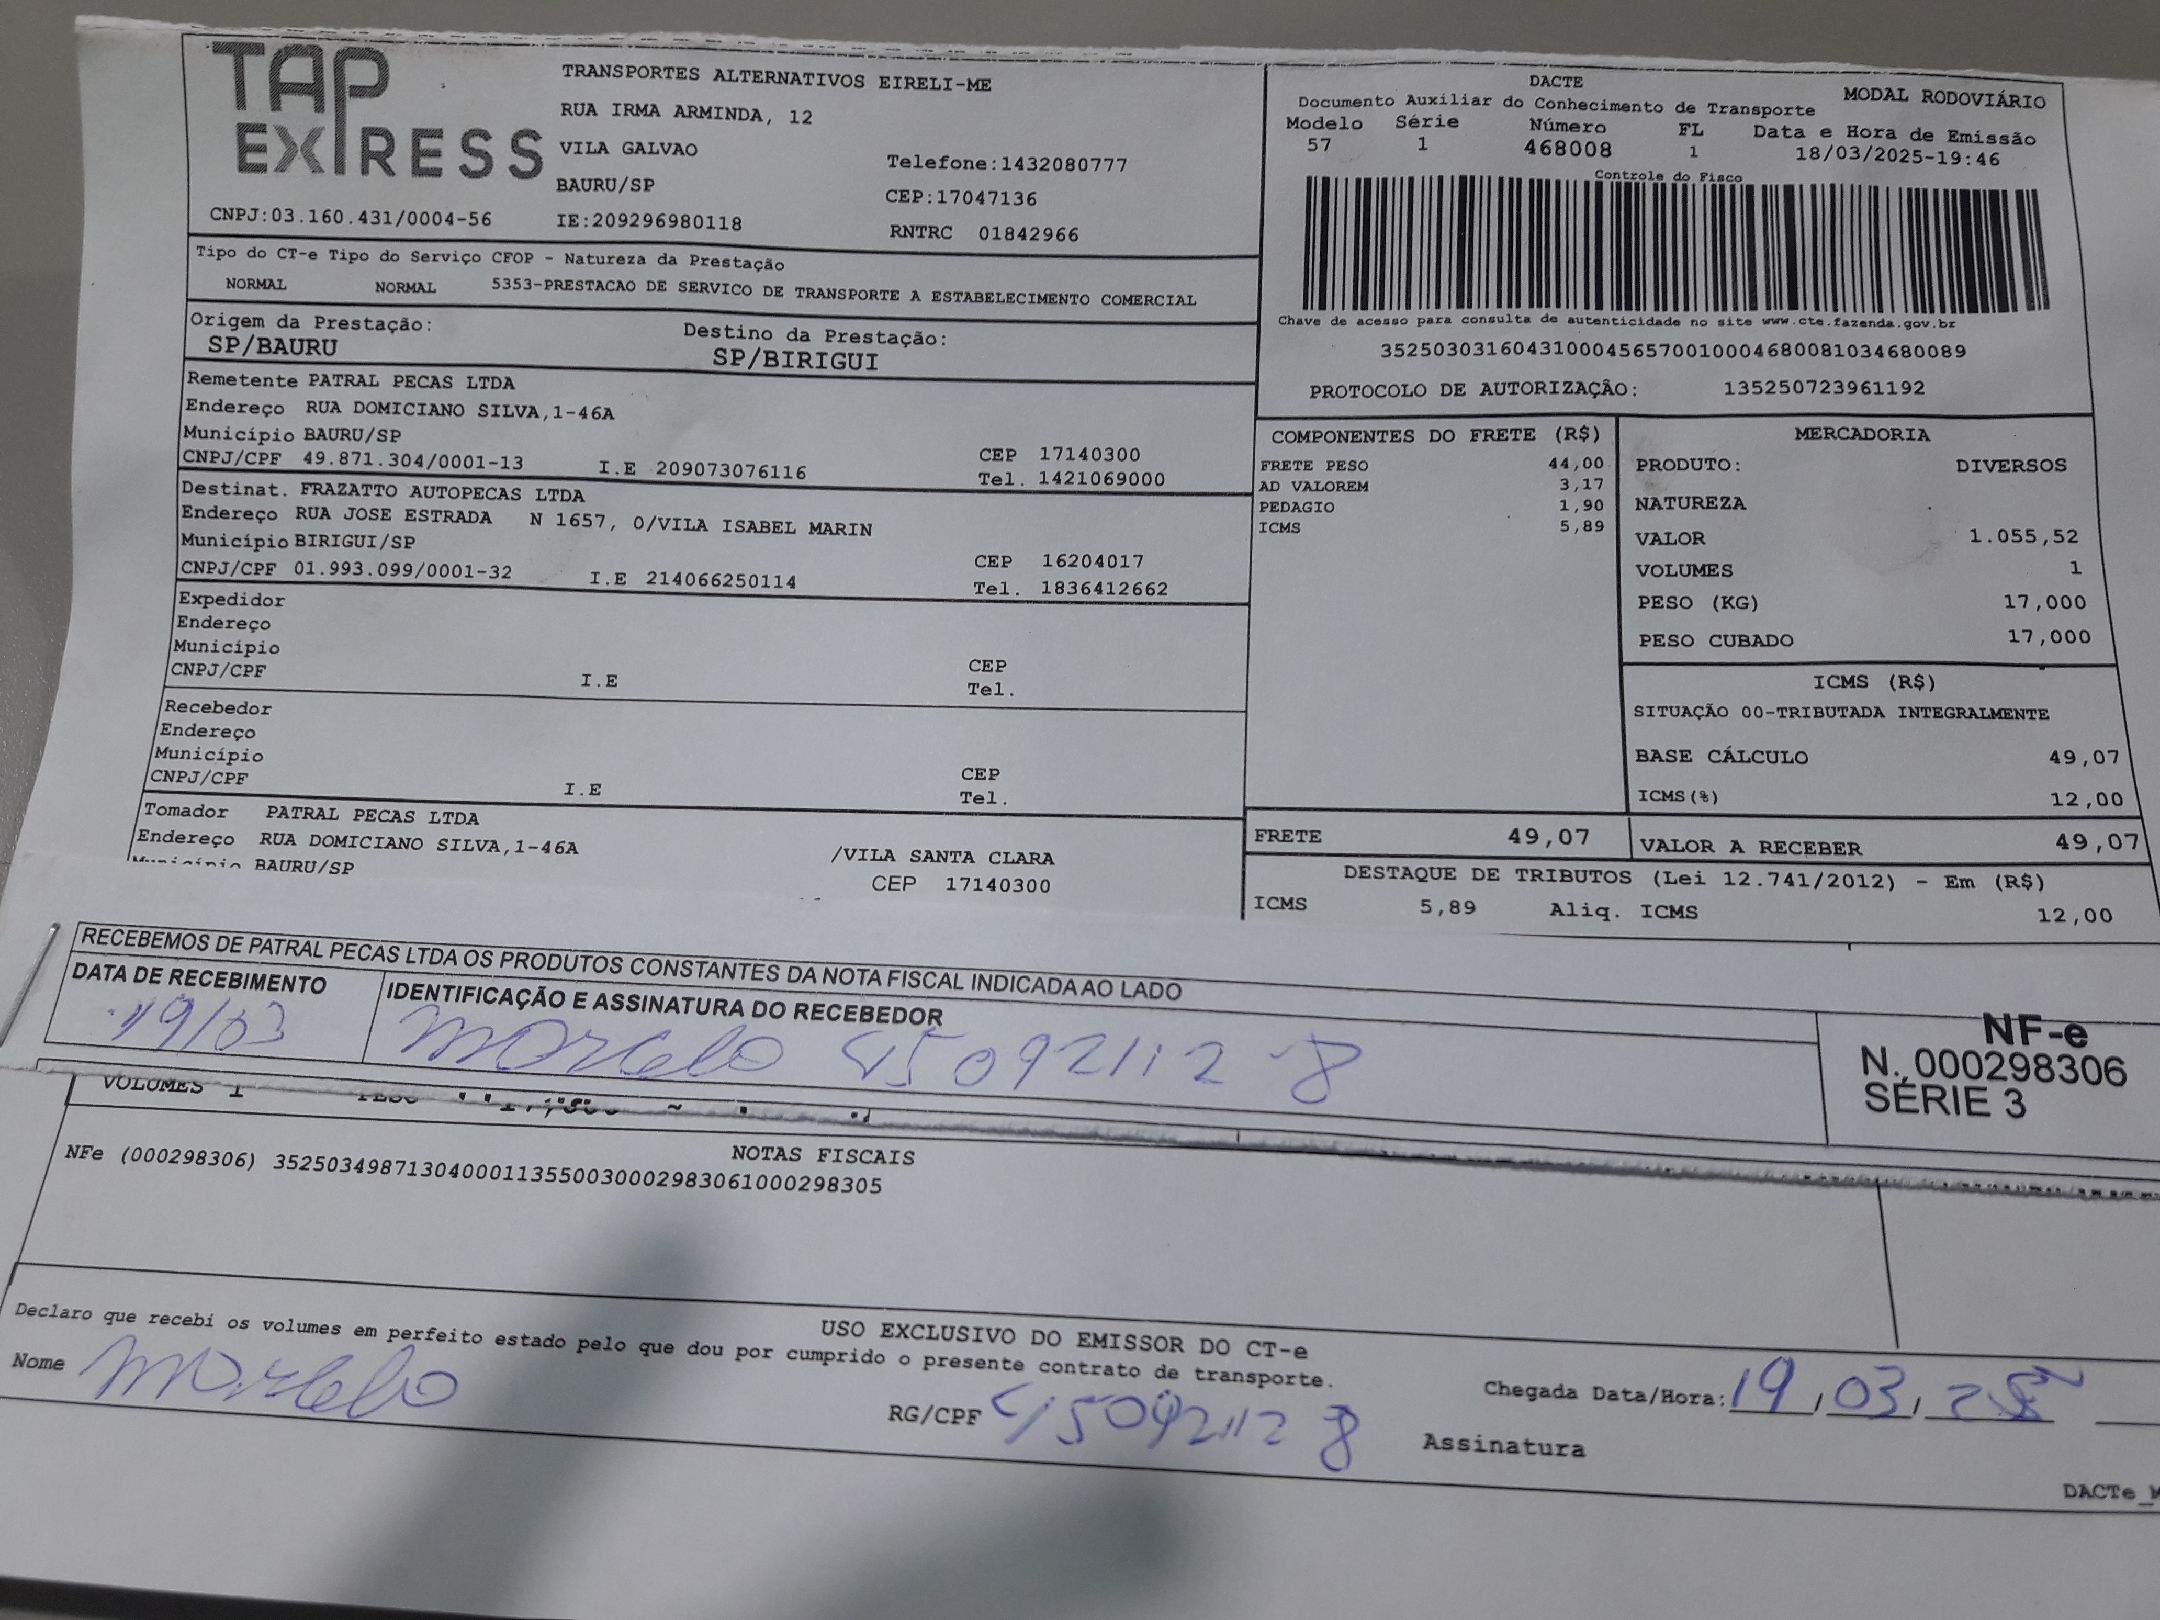 TAP EXPRESS
TRANSPORTES ALTERNATIVOS EIRELI-ME
RUA IRMA ARMINDA, 12
VILA GALVAO
Telefone:1432080777
BAURU/SP
CEP:17047136
CNPJ:03.160.431/0004-56 IE:209296980118 RNTRC 01842966
DACTE MODAL RODOVIÁRIO
Documento Auxiliar do Conhecimento de Transporte
Modelo Série Número FL Data e Hora de Emissão
57 1 468008 1 18/03/2025-19:46
Controle do Fisco
Chave de acesso para consulta de autenticidade no site www.cte.fazenda.gov.br
35250303160431000456570010004680081034680089
PROTOCOLO DE AUTORIZAÇÃO: 135250723961192
Tipo do CT-e Tipo do Serviço CFOP - Natureza da Prestação
NORMAL NORMAL 5353-PRESTACAO DE SERVICO DE TRANSPORTE A ESTABELECIMENTO COMERCIAL
Origem da Prestação: Destino da Prestação:
SP/BAURU SP/BIRIGUI
Remetente PATRAL PECAS LTDA
Endereço RUA DOMICIANO SILVA,1-46A
Município BAURU/SP CEP 17140300
CNPJ/CPF 49.871.304/0001-13 I.E 209073076116 Tel. 1421069000
Destinat. FRAZATTO AUTOPECAS LTDA
Endereço RUA JOSE ESTRADA N 1657, 0/VILA ISABEL MARIN
Município BIRIGUI/SP CEP 16204017
CNPJ/CPF 01.993.099/0001-32 I.E 214066250114 Tel. 1836412662
Expedidor
Endereço
Município CEP
CNPJ/CPF I.E Tel.
Recebedor
Endereço
Município CEP
CNPJ/CPF I.E Tel.
Tomador PATRAL PECAS LTDA
Endereço RUA DOMICIANO SILVA,1-46A /VILA SANTA CLARA
Município BAURU/SP CEP 17140300
COMPONENTES DO FRETE (R$)
FRETE PESO 44,00
AD VALOREM 3,17
PEDAGIO 1,90
ICMS 5,89
MERCADORIA
PRODUTO: DIVERSOS
NATUREZA
VALOR 1.055,52
VOLUMES 1
PESO (KG) 17,000
PESO CUBADO 17,000
ICMS (R$)
SITUAÇÃO 00-TRIBUTADA INTEGRALMENTE
BASE CÁLCULO 49,07
ICMS(%) 12,00
FRETE 49,07 VALOR A RECEBER 49,07
DESTAQUE DE TRIBUTOS (Lei 12.741/2012) - Em (R$)
ICMS 5,89 Aliq. ICMS 12,00
RECEBEMOS DE PATRAL PECAS LTDA OS PRODUTOS CONSTANTES DA NOTA FISCAL INDICADA AO LADO
DATA DE RECEBIMENTO IDENTIFICAÇÃO E ASSINATURA DO RECEBEDOR
19/03 Marcelo 45092112-8
NF-e
N. 000298306
SÉRIE 3
VOLUMES 1
NOTAS FISCAIS
NFe (000298306) 35250349871304000113550030002983061000298305
USO EXCLUSIVO DO EMISSOR DO CT-e
Declaro que recebi os volumes em perfeito estado pelo que dou por cumprido o presente contrato de transporte.
Nome Marcelo RG/CPF 45092112 8 Chegada Data/Hora: 19, 03, 25
Assinatura